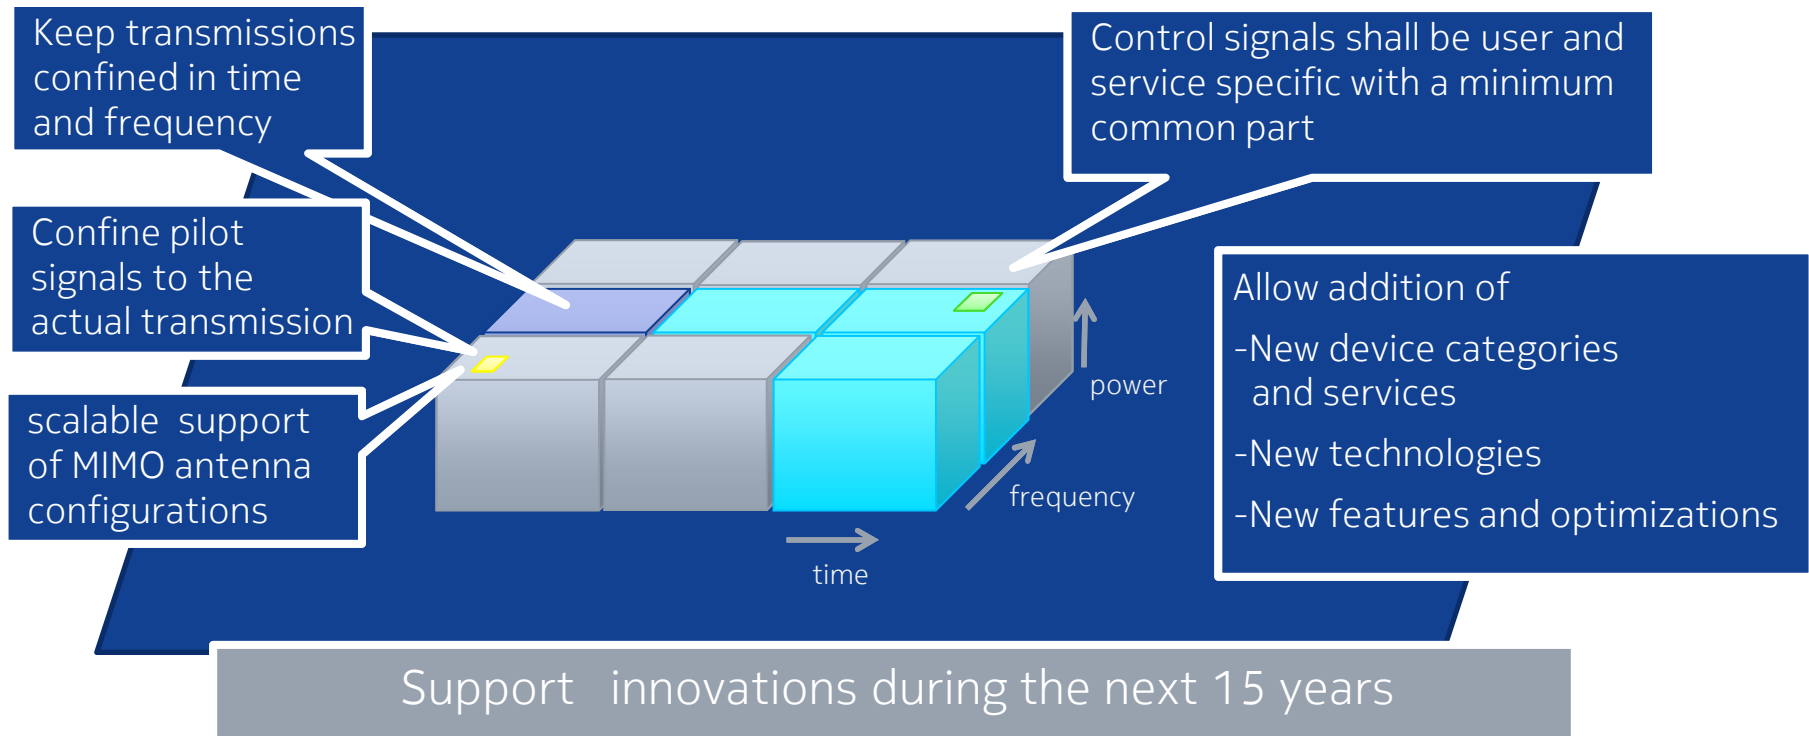 Keep transmissions
confined in time
and frequency
Control signals shall be user and
service specific with a minimum
common part
Confine pilot
signals to the
actual transmission
Allow addition of
-New device categories
and services
-New technologies
-New features and optimizations
scalable support
of MIMO antenna
configurations
power
frequency
time
Support innovations during the next 15 years